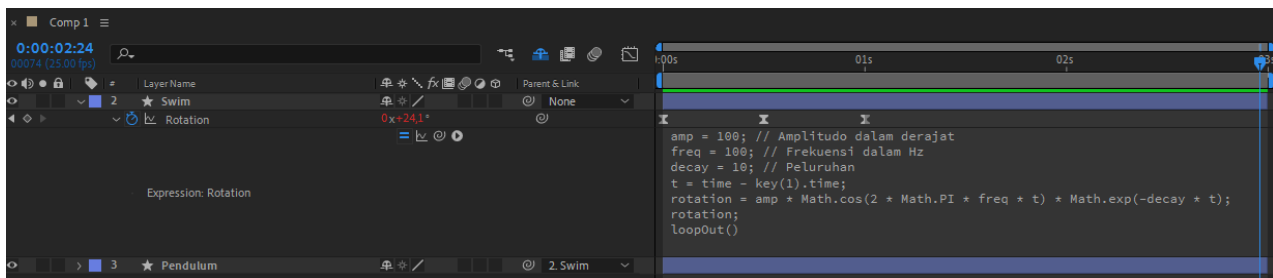 Comp 1
0:00:02:24
00074 (25.00 fps)
:00s 01s 02s 03s
# Layer Name fx Parent & Link
2 Swim None
Rotation 0x+24,1°
Expression: Rotation
amp = 100; // Amplitudo dalam derajat
freq = 100; // Frekuensi dalam Hz
decay = 10; // Peluruhan
t = time - key(1).time;
rotation = amp * Math.cos(2 * Math.PI * freq * t) * Math.exp(-decay * t);
rotation;
loopOut()
3 Pendulum 2. Swim